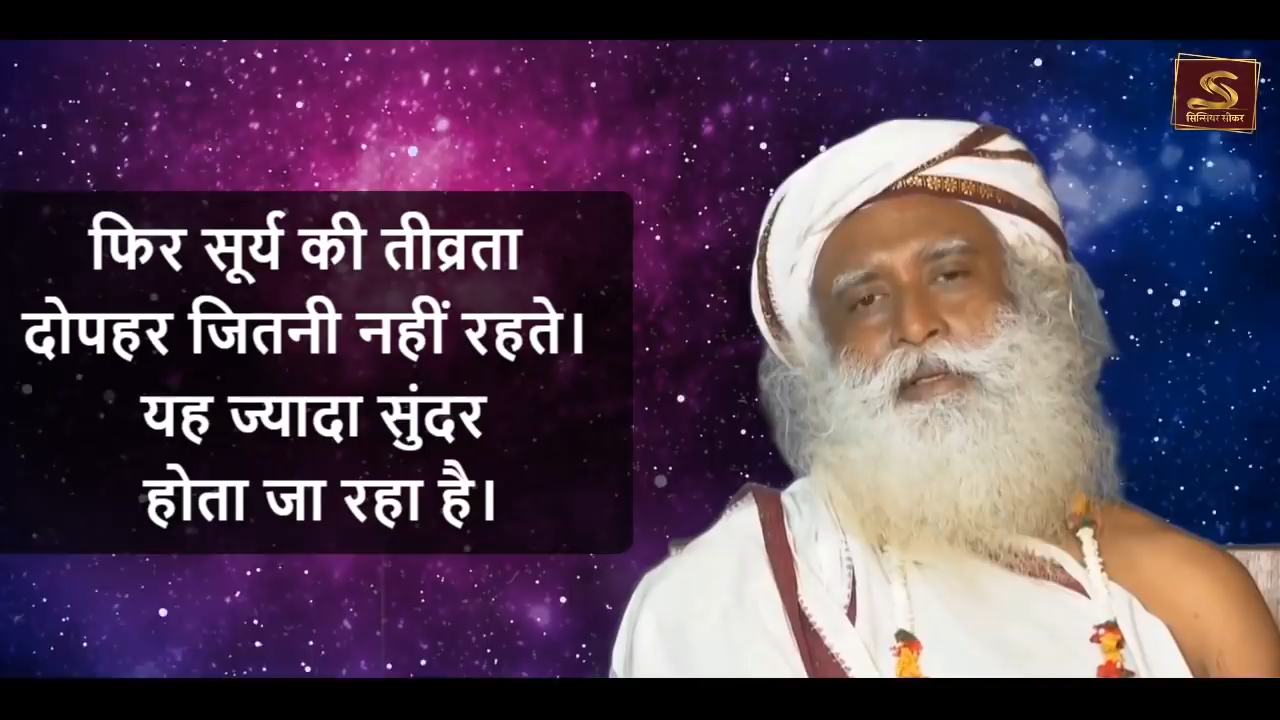 फिर सूर्य की तीव्रता
दोपहर जितनी नहीं रहते।
यह ज्यादा सुंदर
होता जा रहा है।
S
सिन्सियर सीकर